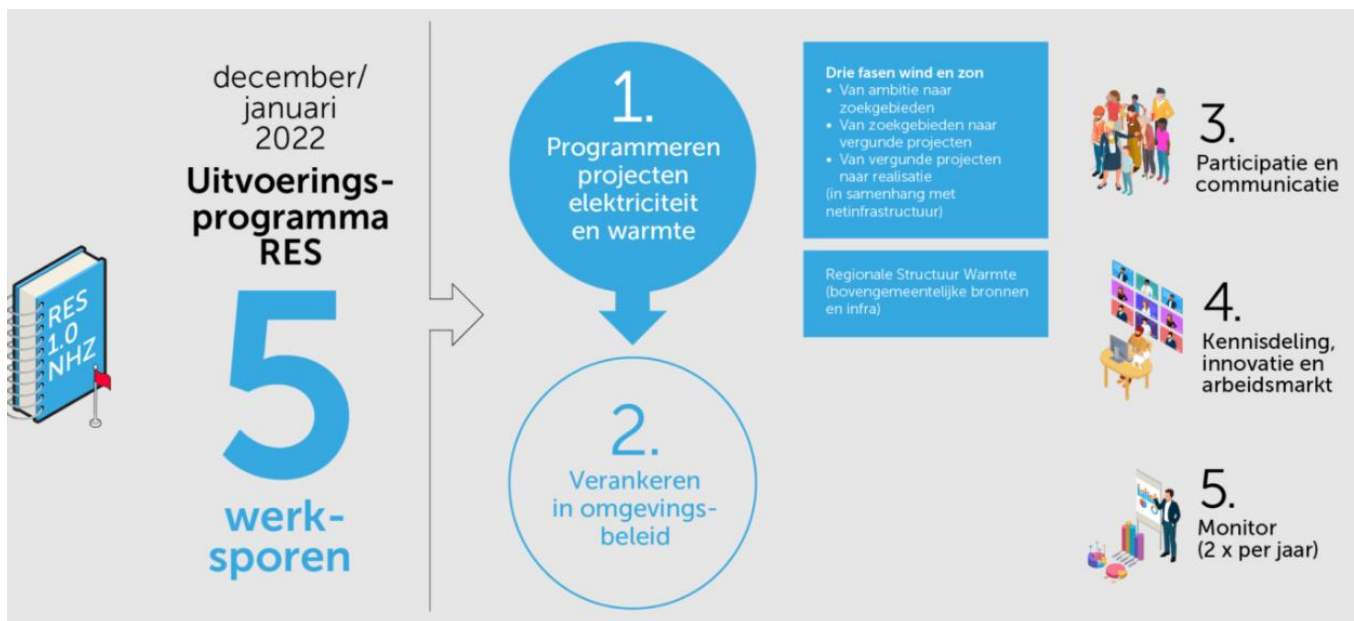 december/
januari
2022
Uitvoerings-
programma
RES
5
werk-
sporen
RES
1.0
NHZ
1.
Programmeren
projecten
elektriciteit
en warmte
2.
Verankeren
in omgevings-
beleid
Drie fasen wind en zon
• Van ambitie naar
zoekgebieden
• Van zoekgebieden naar
vergunde projecten
• Van vergunde projecten
naar realisatie
(in samenhang met
netinfrastructuur)
Regionale Structuur Warmte
(bovengemeentelijke bronnen
en infra)
3.
Participatie en
communicatie
4.
Kennisdeling,
innovatie en
arbeidsmarkt
5.
Monitor
(2 x per jaar)